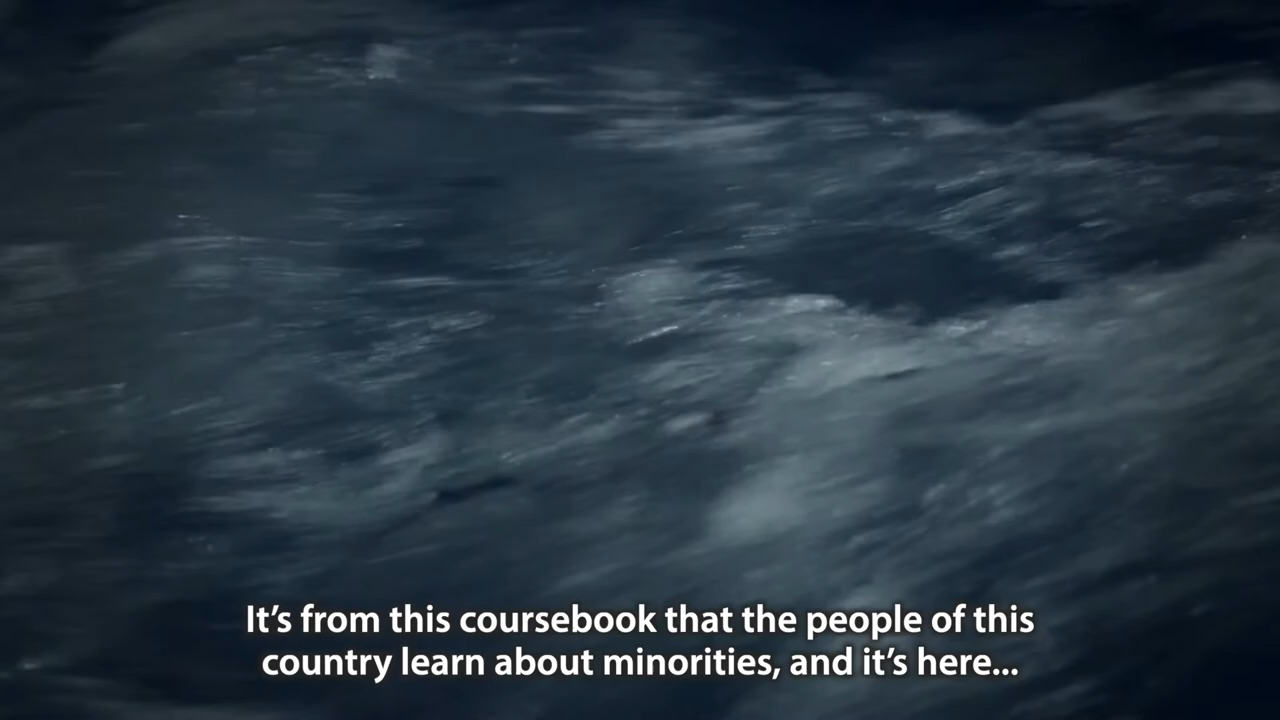 It’s from this coursebook that the people of this
country learn about minorities, and it’s here...